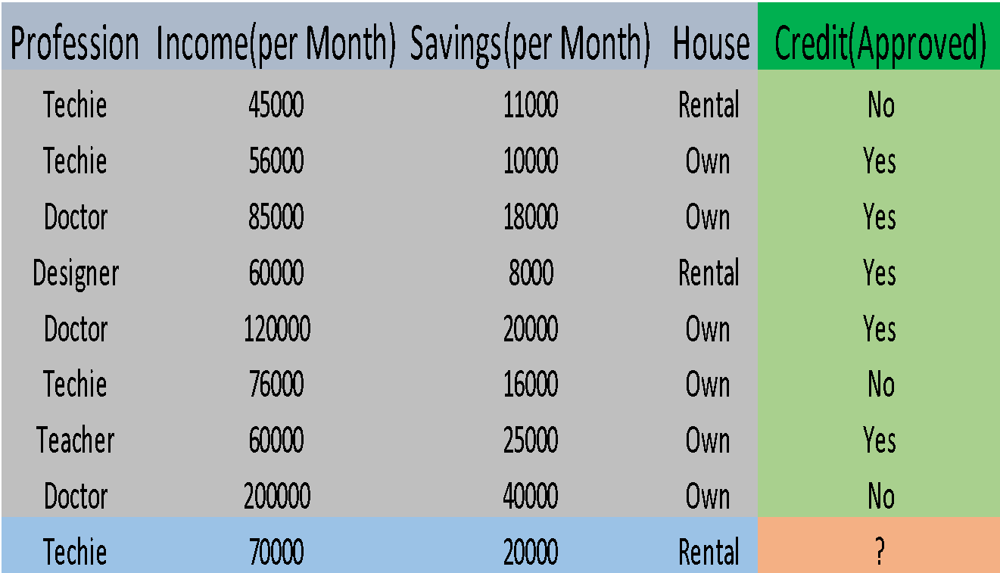 Profession Income(per Month) Savings(per Month) House Credit(Approved)
Techie 45000 11000 Rental No
Techie 56000 10000 Own Yes
Doctor 85000 18000 Own Yes
Designer 60000 8000 Rental Yes
Doctor 120000 20000 Own Yes
Techie 76000 16000 Own No
Teacher 60000 25000 Own Yes
Doctor 200000 40000 Own No
Techie 70000 20000 Rental ?